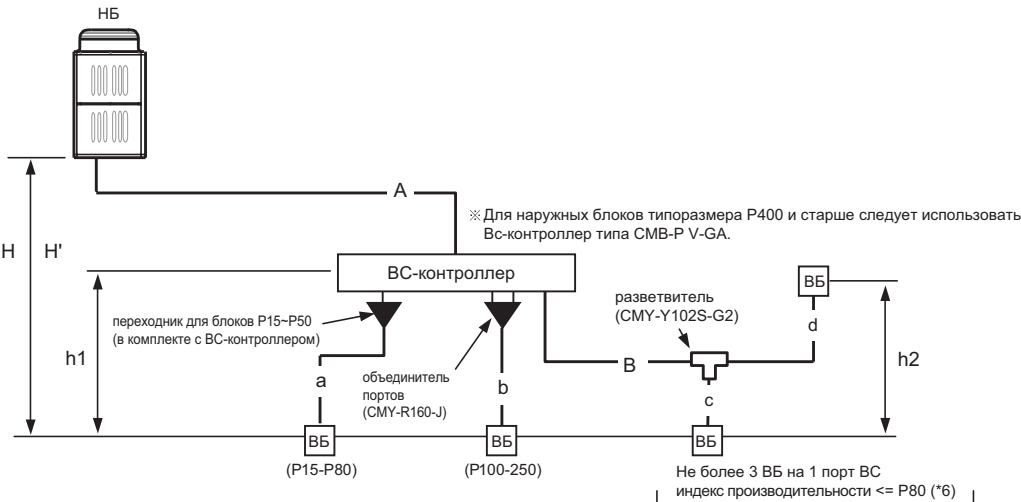 НБ
A
※Для наружных блоков типоразмера P400 и старше следует использовать
Вс-контроллер типа CMB-P V-GA.
H
H'
BC-контроллер
ВБ
разветвитель
(CMY-Y102S-G2)
переходник для блоков P15~P50
(в комплекте с BC-контроллером)
d
h1
h2
B
a
объединитель
портов
(CMY-R160-J)
b
c
ВБ
ВБ
ВБ
(P15-P80)
(P100-250)
Не более 3 ВБ на 1 порт BC
индекс производительности <= P80 (*6)